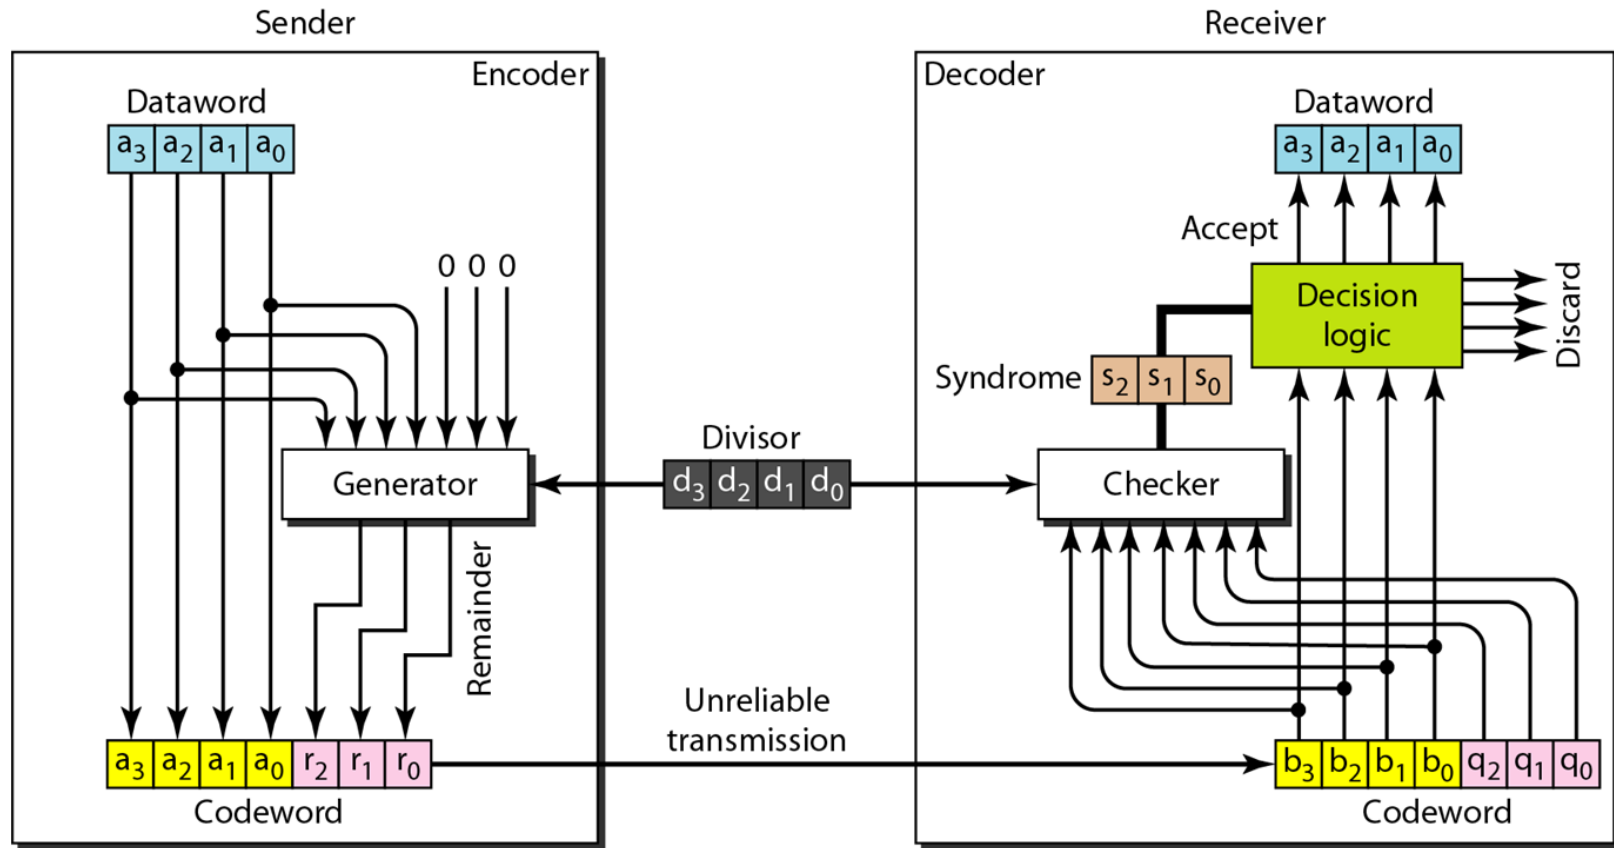 Sender
Receiver
Encoder
Decoder
Dataword
a3 a2 a1 a0
0 0 0
Generator
Remainder
a3 a2 a1 a0 r2 r1 r0
Codeword
Divisor
d3 d2 d1 d0
Unreliable
transmission
Dataword
a3 a2 a1 a0
Accept
Decision
logic
Discard
Syndrome
s2 s1 s0
Checker
b3 b2 b1 b0 q2 q1 q0
Codeword